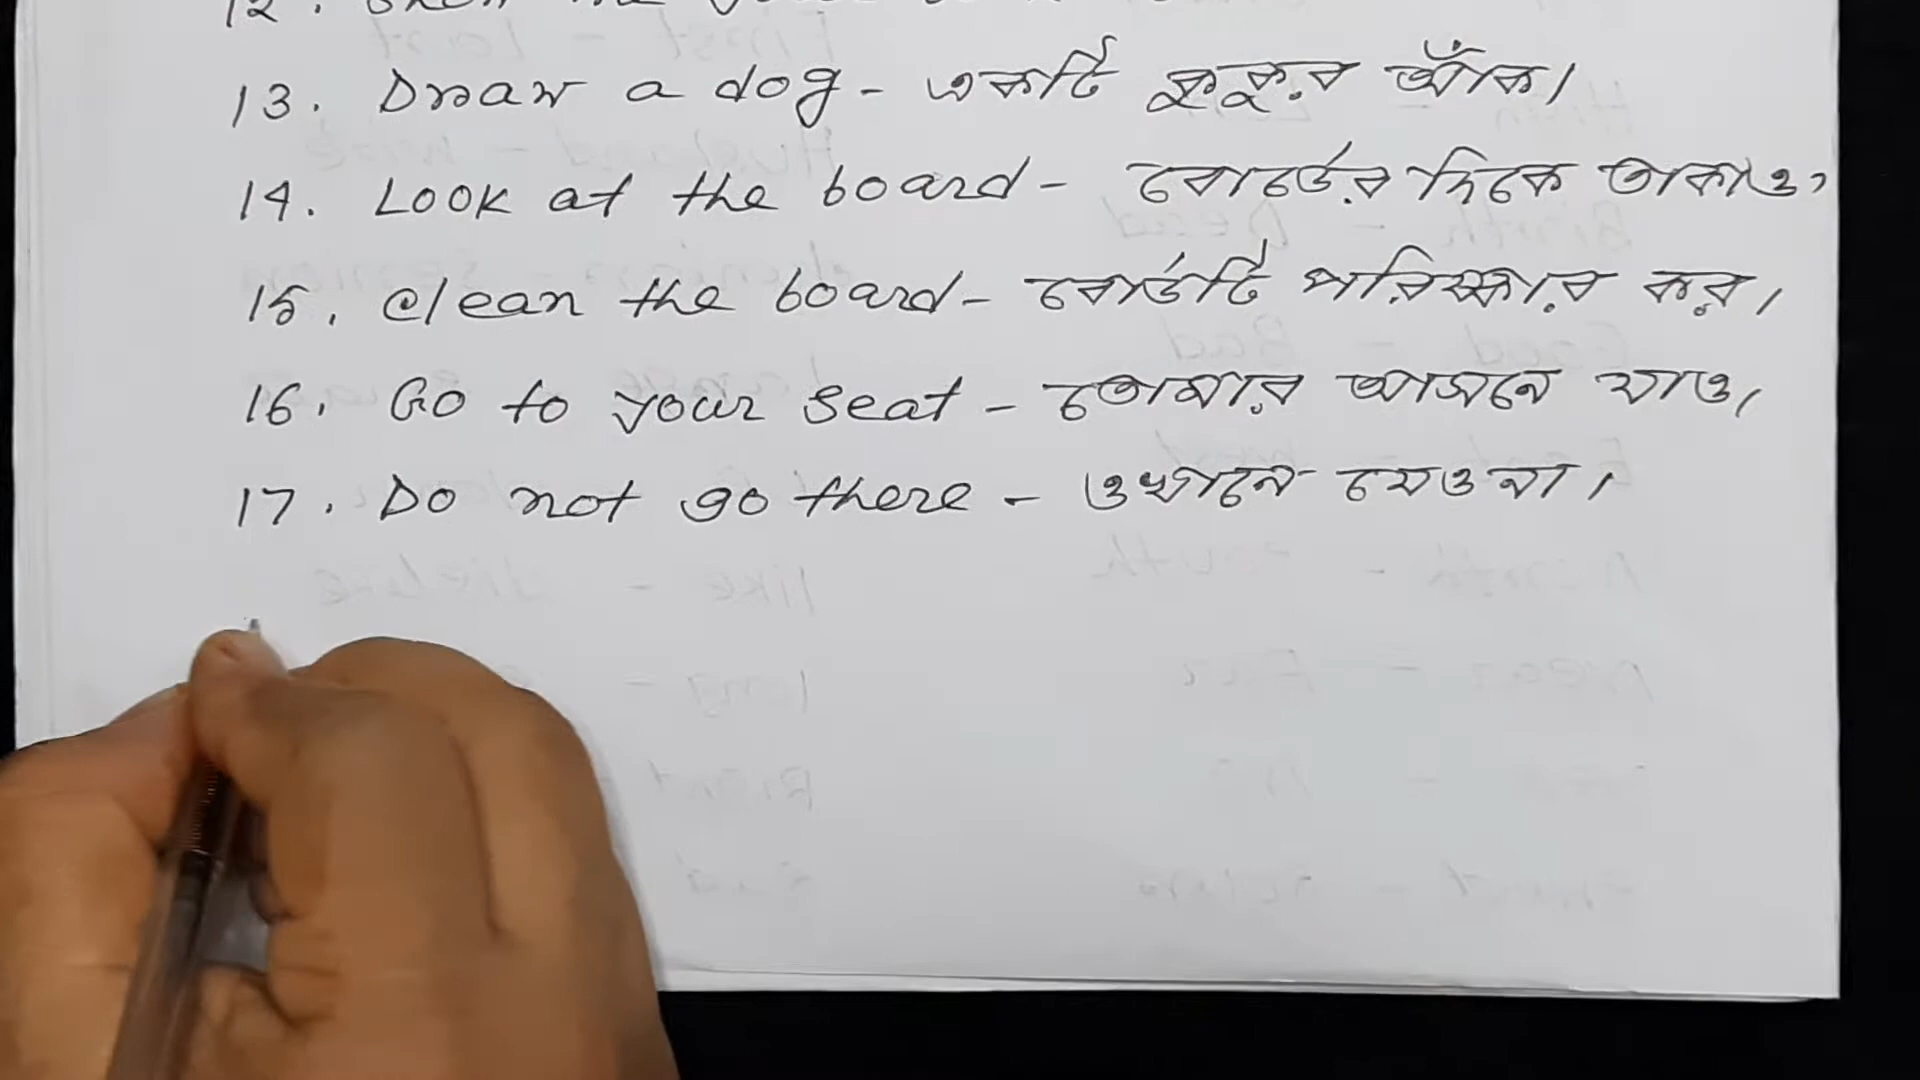 13. Draw a dog - একটি কুকুর আঁক।
14. Look at the board - বোর্ডের দিকে তাকাও,
15. Clean the board - বোর্ডটি পরিস্কার কর।
16. Go to your seat - তোমার আসনে যাও।
17. Do not go there - ওখানে যেওনা।